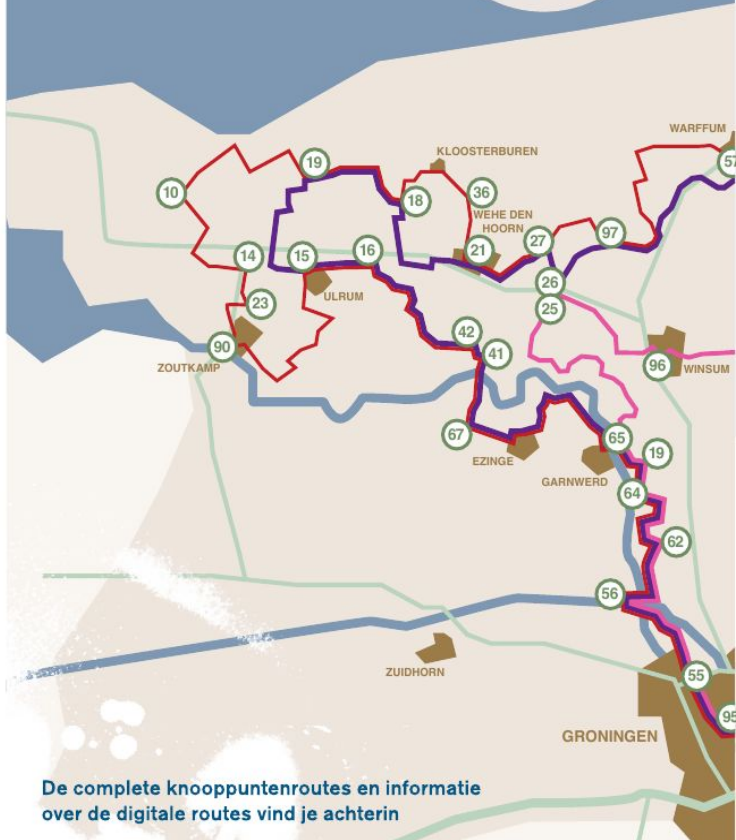 WARFFUM
57
KLOOSTERBUREN
19
10
18
36
WEHE DEN
HOORN
21
27
97
14
15
16
26
ULRUM
25
23
42
41
90
ZOUTKAMP
96
WINSUM
67
65
EZINGE
19
GARNWERD
64
62
56
ZUIDHORN
55
95
GRONINGEN
De complete knooppuntenroutes en informatie
over de digitale routes vind je achterin